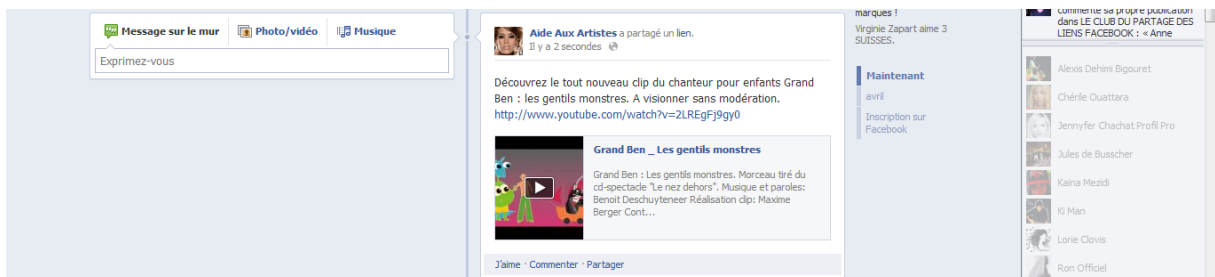 Message sur le mur
Photo/vidéo
Musique
Exprimez-vous
Aide Aux Artistes a partagé un lien.
Il y a 2 secondes
Découvrez le tout nouveau clip du chanteur pour enfants Grand
Ben : les gentils monstres. A visionner sans modération.
http://www.youtube.com/watch?v=2LREgFj9gy0
Grand Ben _ Les gentils monstres
Grand Ben : Les gentils monstres. Morceau tiré du
cd-spectacle "Le nez dehors". Musique et paroles:
Benoit Deschuyteneer Réalisation clip: Maxime
Berger Cont...
J'aime · Commenter · Partager
marques !
Virginie Zapart aime 3
SUISSES.
Maintenant
avril
Inscription sur
Facebook
commenté sa propre publication
dans LE CLUB DU PARTAGE DES
LIENS FACEBOOK : « Anne
Alexis Dehimi Bigouret
Chérile Ouattara
Jennyfer Chachat Profil Pro
Jules de Busscher
Kaina Mezidi
Ki Man
Lorie Clovis
Ron Officiel